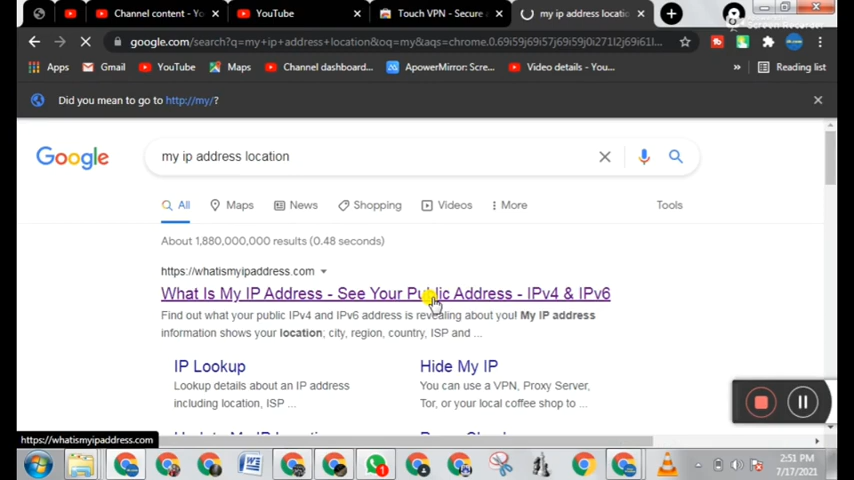 Channel content - Yo
YouTube
Touch VPN - Secure a
my ip address locatio
google.com/search?q=my+ip+address+location&oq=my&aqs=chrome.0.69i59j69i57j69i59j0i271l2j69i61...
Apps
Gmail
YouTube
Maps
Channel dashboard...
ApowerMirror: Scre...
Video details - You...
»
Reading list
Did you mean to go to http://my/?
Google
my ip address location
All
Maps
News
Shopping
Videos
More
Tools
About 1,880,000,000 results (0.48 seconds)
https://whatismyipaddress.com
What Is My IP Address - See Your Public Address - IPv4 & IPv6
Find out what your public IPv4 and IPv6 address is revealing about you! My IP address
information shows your location; city, region, country, ISP and ...
IP Lookup
Hide My IP
Lookup details about an IP address
You can use a VPN, Proxy Server,
including location, ISP ...
Tor, or your local coffee shop to ...
https://whatismyipaddress.com
2:51 PM
7/17/2021